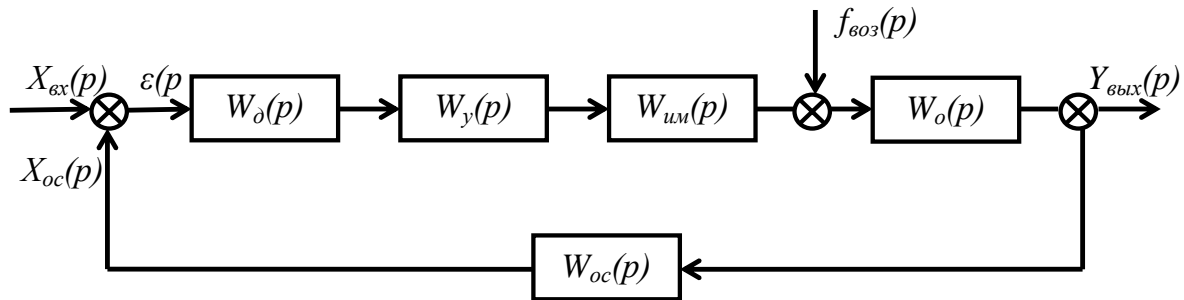 f_воз(p)
X_вх(p)
ε(p
W_д(p)
W_у(p)
W_им(p)
W_о(p)
Y_вых(p)
X_ос(p)
W_ос(p)